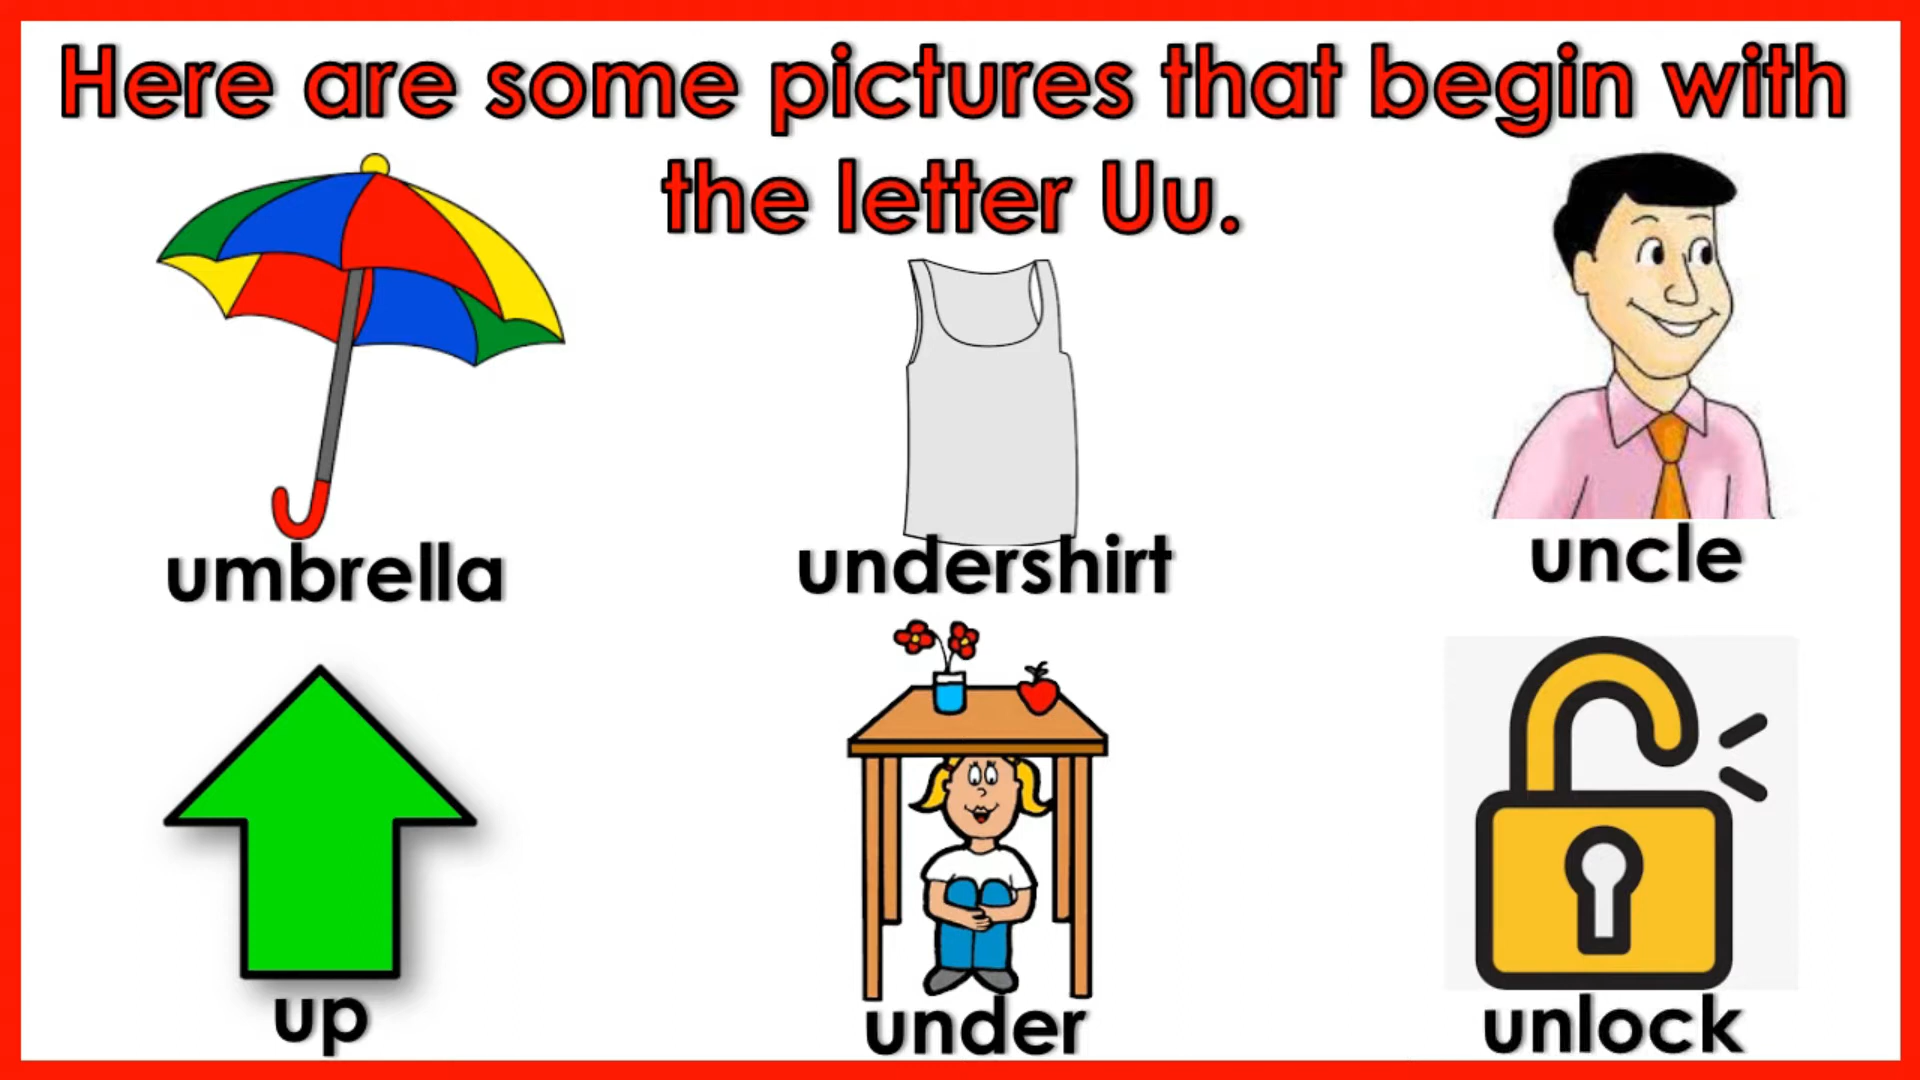 Here are some pictures that begin with
the letter Uu.
umbrella
undershirt
uncle
up
under
unlock